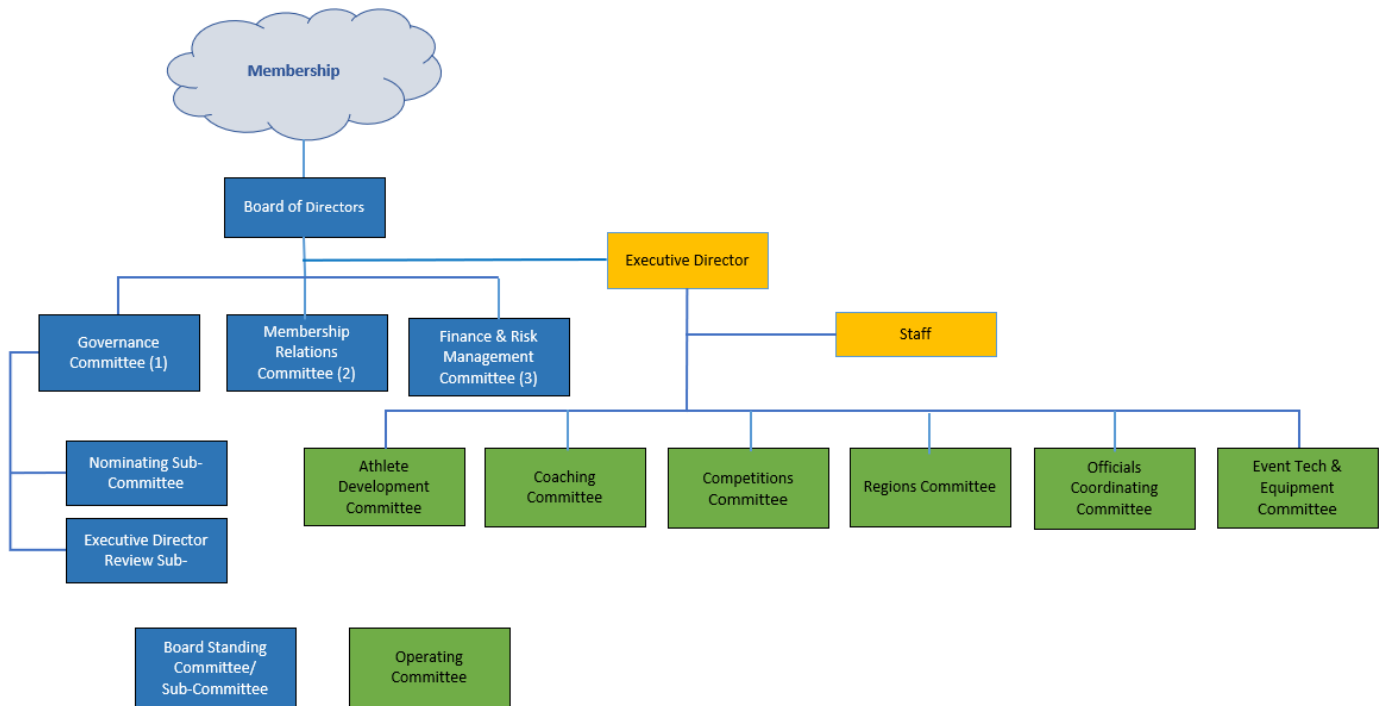 Membership
Board of Directors
Executive Director
Staff
Governance
Committee (1)
Membership
Relations
Committee (2)
Finance & Risk
Management
Committee (3)
Nominating Sub-
Committee
Executive Director
Review Sub-
Athlete
Development
Committee
Coaching
Committee
Competitions
Committee
Regions Committee
Officials
Coordinating
Committee
Event Tech &
Equipment
Committee
Board Standing
Committee/
Sub-Committee
Operating
Committee